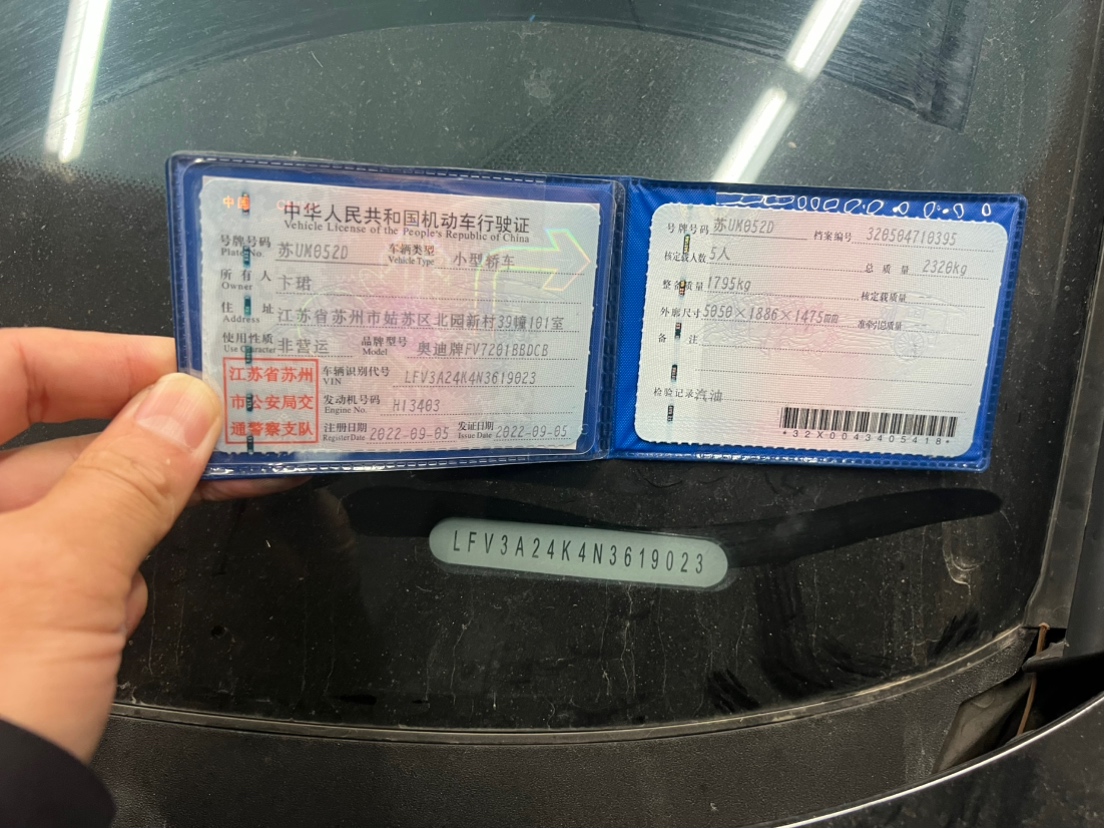 中国
中华人民共和国机动车行驶证
Vehicle License of the People's Republic of China
号牌号码 苏UK052D 车辆类型 小型轿车
Plate No. Vehicle Type
所有人 卞珺
Owner
住址 江苏省苏州市姑苏区北园新村39幢101室
Address
使用性质 非营运 品牌型号 奥迪牌FV7201BBDCB
Use Character Model
江苏省苏州
市公安局交
通警察支队
车辆识别代号 LFV3A24K4N3619023
VIN
发动机号码 H13403
Engine No.
注册日期 2022-09-05 发证日期 2022-09-05
Register Date Issue Date
号牌号码 苏UK052D 档案编号 320504710395
核定载人数 5人 总质量 2320kg
整备质量 1795kg 核定载质量
外廓尺寸 5050×1886×1475mm 准牵引总质量
备注
检验记录 汽油
*32X0043405418*
LFV3A24K4N3619023